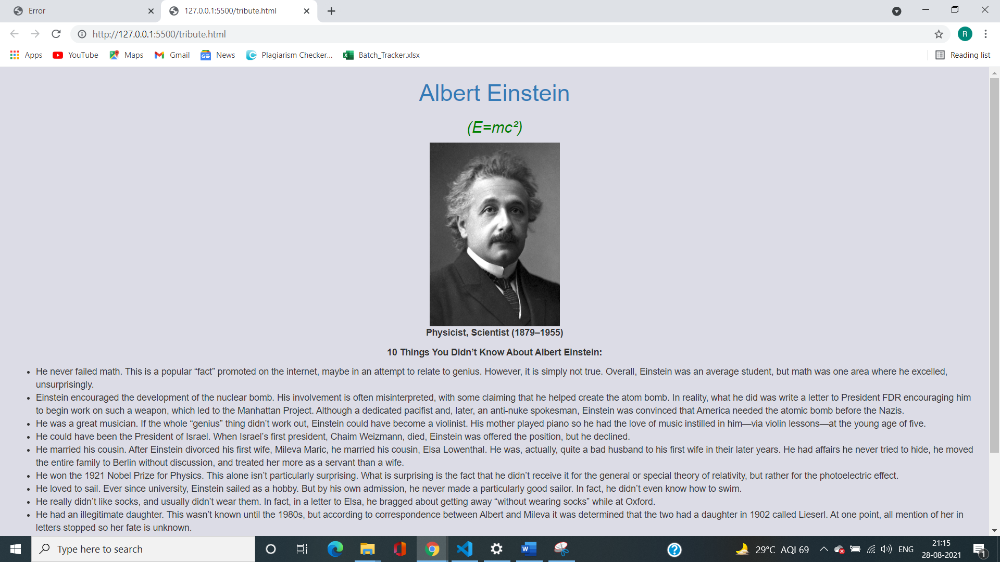 Error
127.0.0.1:5500/tribute.html
http://127.0.0.1:5500/tribute.html
R
Apps
YouTube
Maps
Gmail
News
Plagiarism Checker...
Batch_Tracker.xlsx
Reading list
Albert Einstein
(E=mc²)
Physicist, Scientist (1879–1955)
10 Things You Didn’t Know About Albert Einstein:
• He never failed math. This is a popular “fact” promoted on the internet, maybe in an attempt to relate to genius. However, it is simply not true. Overall, Einstein was an average student, but math was one area where he excelled,
unsurprisingly.
• Einstein encouraged the development of the nuclear bomb. His involvement is often misinterpreted, with some claiming that he helped create the atom bomb. In reality, what he did was write a letter to President FDR encouraging him
to begin work on such a weapon, which led to the Manhattan Project. Although a dedicated pacifist and, later, an anti-nuke spokesman, Einstein was convinced that America needed the atomic bomb before the Nazis.
• He was a great musician. If the whole “genius” thing didn’t work out, Einstein could have become a violinist. His mother played piano so he had the love of music instilled in him—via violin lessons—at the young age of five.
• He could have been the President of Israel. When Israel’s first president, Chaim Weizmann, died, Einstein was offered the position, but he declined.
• He married his cousin. After Einstein divorced his first wife, Mileva Maric, he married his cousin, Elsa Lowenthal. He was, actually, quite a bad husband to his first wife in their later years. He had affairs he never tried to hide, he moved
the entire family to Berlin without discussion, and treated her more as a servant than a wife.
• He won the 1921 Nobel Prize for Physics. This alone isn’t particularly surprising. What is surprising is the fact that he didn’t receive it for the general or special theory of relativity, but rather for the photoelectric effect.
• He loved to sail. Ever since university, Einstein sailed as a hobby. But by his own admission, he never made a particularly good sailor. In fact, he didn’t even know how to swim.
• He really didn’t like socks, and usually didn’t wear them. In fact, in a letter to Elsa, he bragged about getting away “without wearing socks” while at Oxford.
• He had an illegitimate daughter. This wasn’t known until the 1980s, but according to correspondence between Albert and Mileva it was determined that the two had a daughter in 1902 called Lieserl. At one point, all mention of her in
letters stopped so her fate is unknown.
Type here to search
29°C AQI 69
ENG
21:15
28-08-2021
1